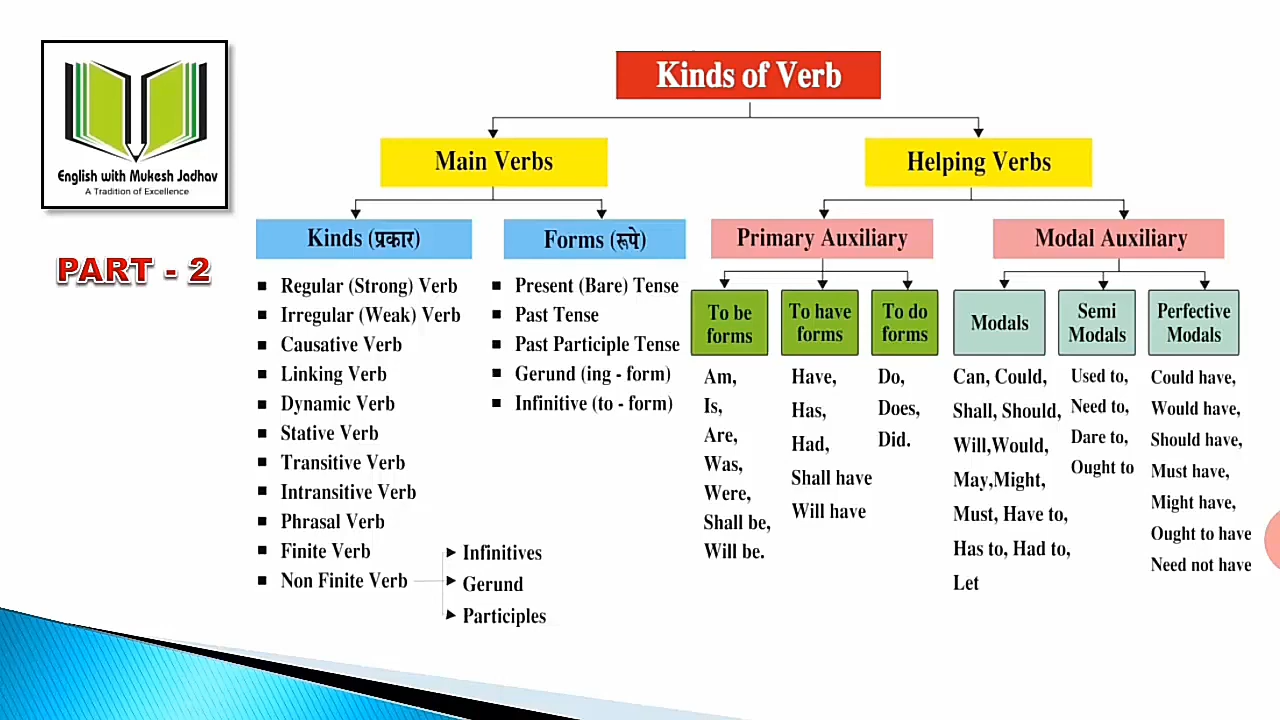 English with Mukesh Jadhav
A Tradition of Excellence
PART - 2
Kinds of Verb
Main Verbs
Helping Verbs
Kinds (प्रकार)
Forms (रूपे)
Primary Auxiliary
Modal Auxiliary
Regular (Strong) Verb
Irregular (Weak) Verb
Causative Verb
Linking Verb
Dynamic Verb
Stative Verb
Transitive Verb
Intransitive Verb
Phrasal Verb
Finite Verb
Non Finite Verb
Infinitives
Gerund
Participles
Present (Bare) Tense
Past Tense
Past Participle Tense
Gerund (ing - form)
Infinitive (to - form)
To be
forms
Am,
Is,
Are,
Was,
Were,
Shall be,
Will be.
To have
forms
Have,
Has,
Had,
Shall have
Will have
To do
forms
Do,
Does,
Did.
Modals
Can, Could,
Shall, Should,
Will,Would,
May,Might,
Must, Have to,
Has to, Had to,
Let
Semi
Modals
Used to,
Need to,
Dare to,
Ought to
Perfective
Modals
Could have,
Would have,
Should have,
Must have,
Might have,
Ought to have
Need not have